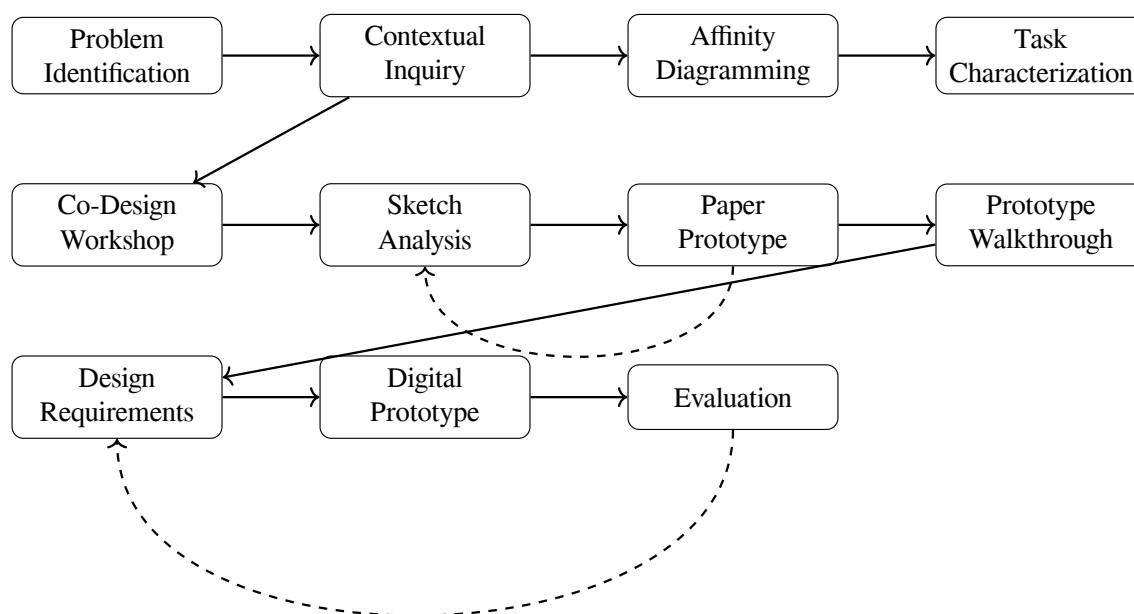 Problem
Identification
Contextual
Inquiry
Affinity
Diagramming
Task
Characterization
Co-Design
Workshop
Sketch
Analysis
Paper
Prototype
Prototype
Walkthrough
Design
Requirements
Digital
Prototype
Evaluation